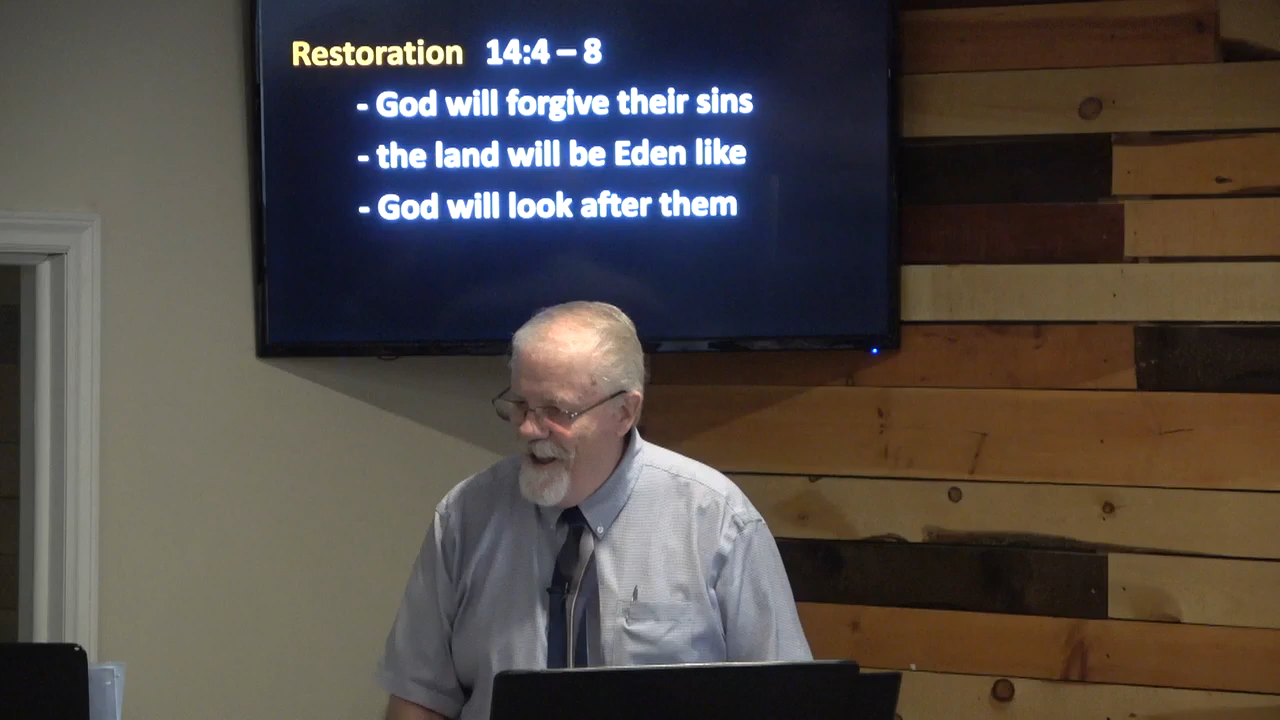 Restoration 14:4 – 8
- God will forgive their sins
- the land will be Eden like
- God will look after them